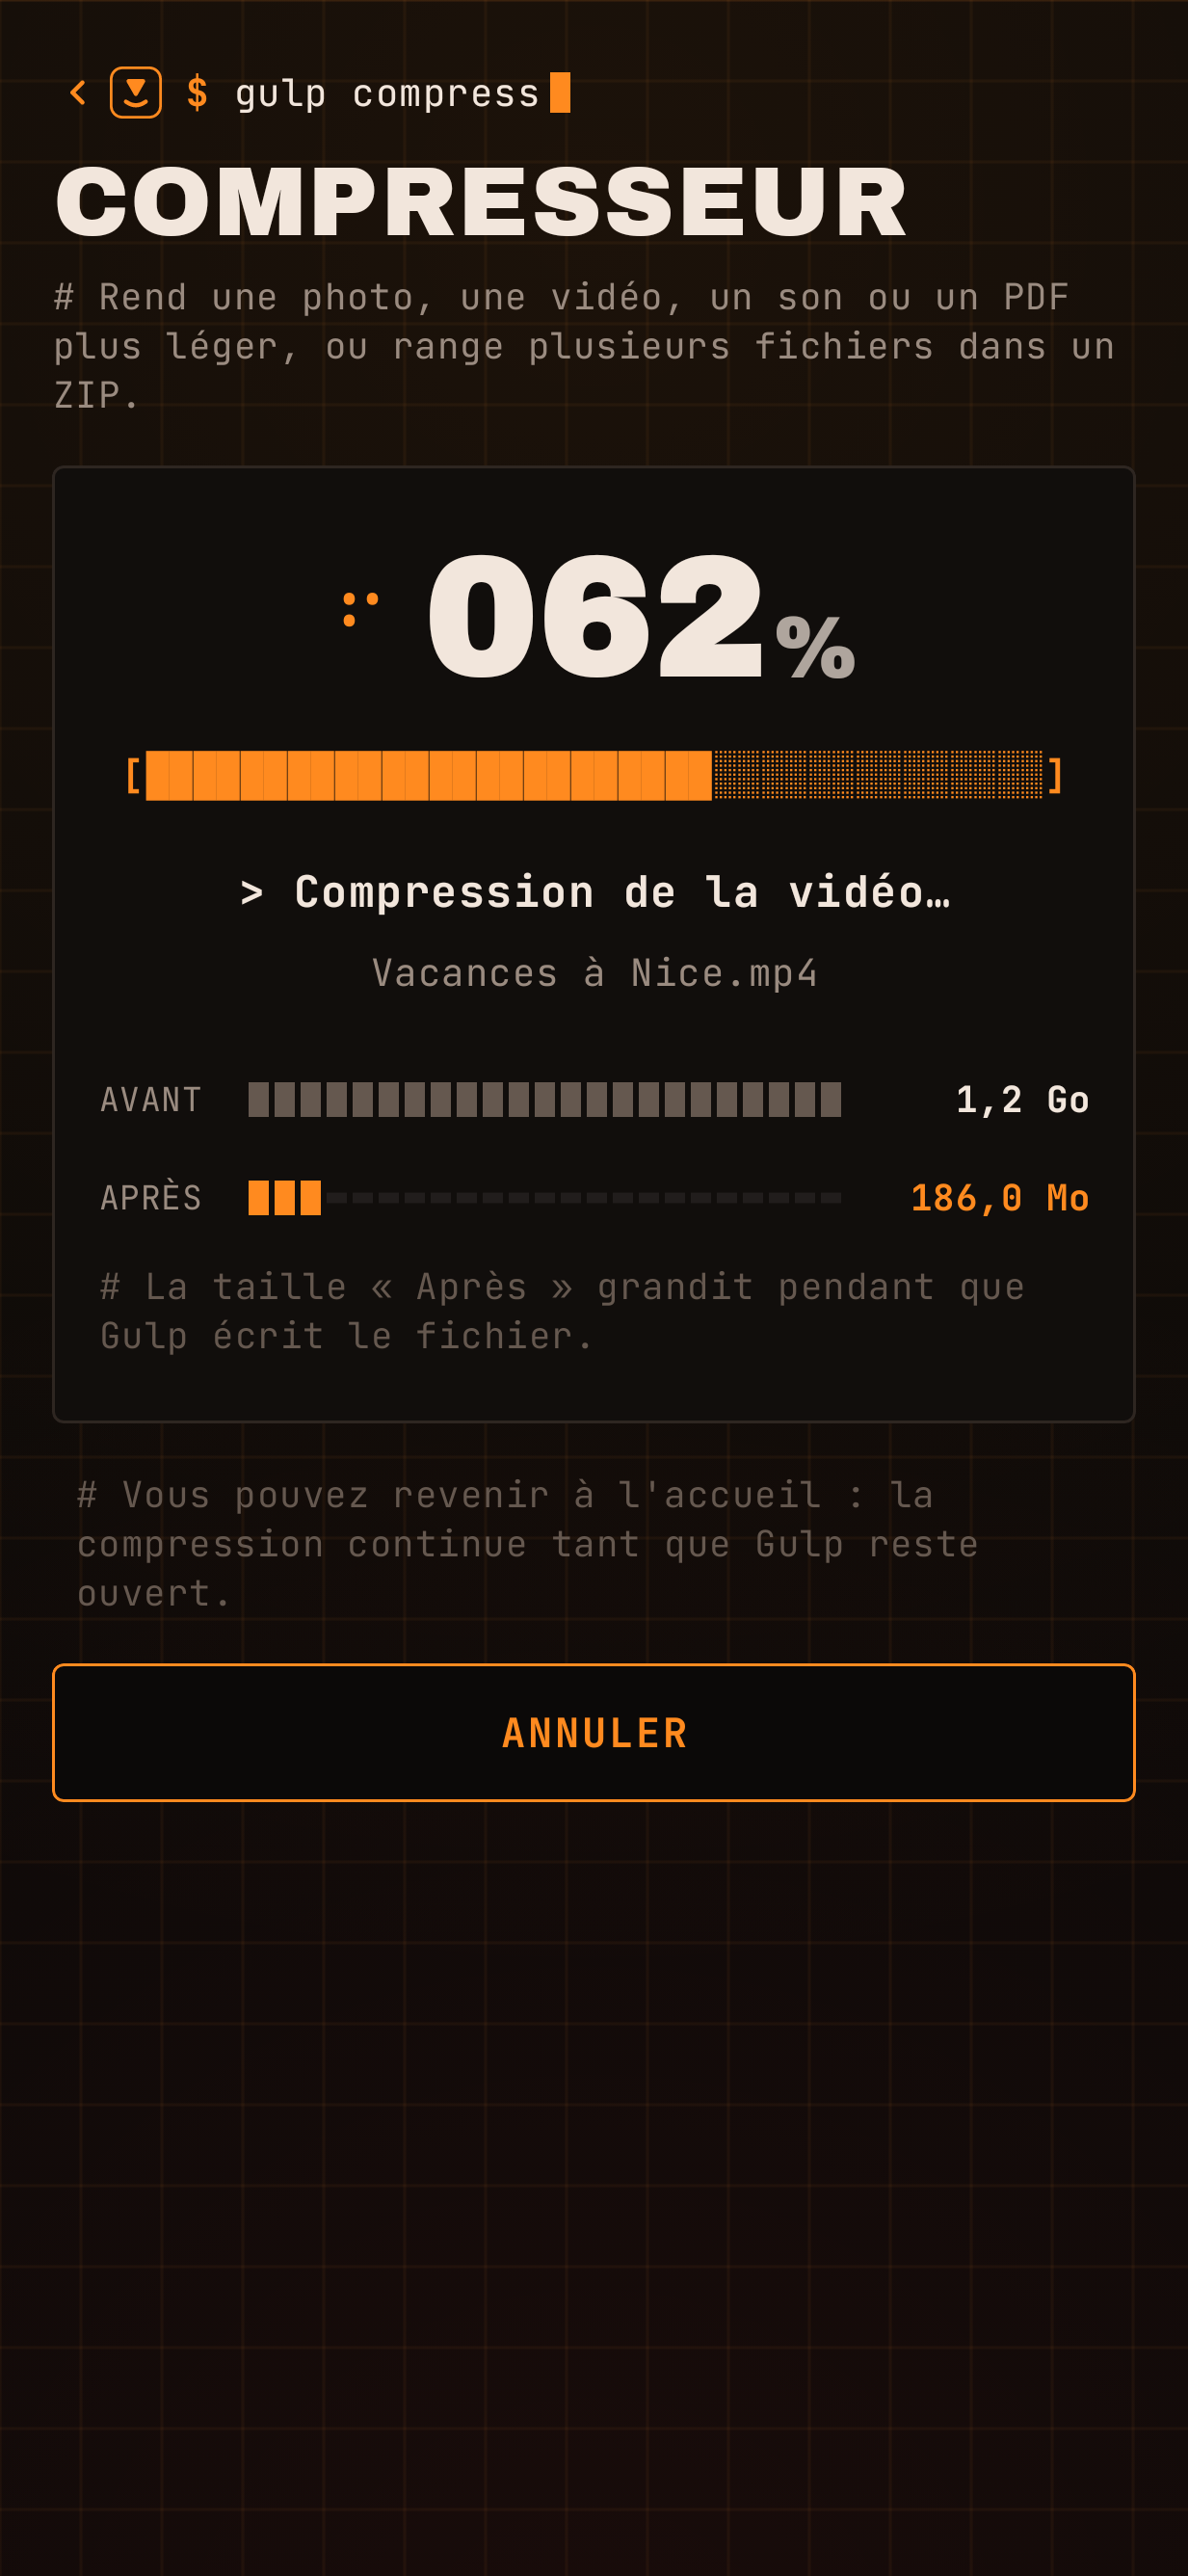 $ gulp compress
COMPRESSEUR
# Rend une photo, une vidéo, un son ou un PDF
plus léger, ou range plusieurs fichiers dans un
ZIP.
062%
[ ]
> Compression de la vidéo…
Vacances à Nice.mp4
AVANT 1,2 Go
APRÈS 186,0 Mo
# La taille « Après » grandit pendant que
Gulp écrit le fichier.
# Vous pouvez revenir à l'accueil : la
compression continue tant que Gulp reste
ouvert.
ANNULER